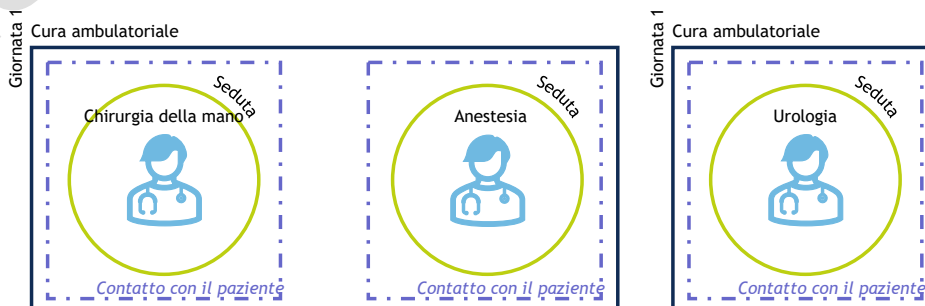 Giornata 1
Cura ambulatoriale
Seduta
Chirurgia della mano
Contatto con il paziente
Seduta
Anestesia
Contatto con il paziente
Giornata 1
Cura ambulatoriale
Seduta
Urologia
Contatto con il paziente